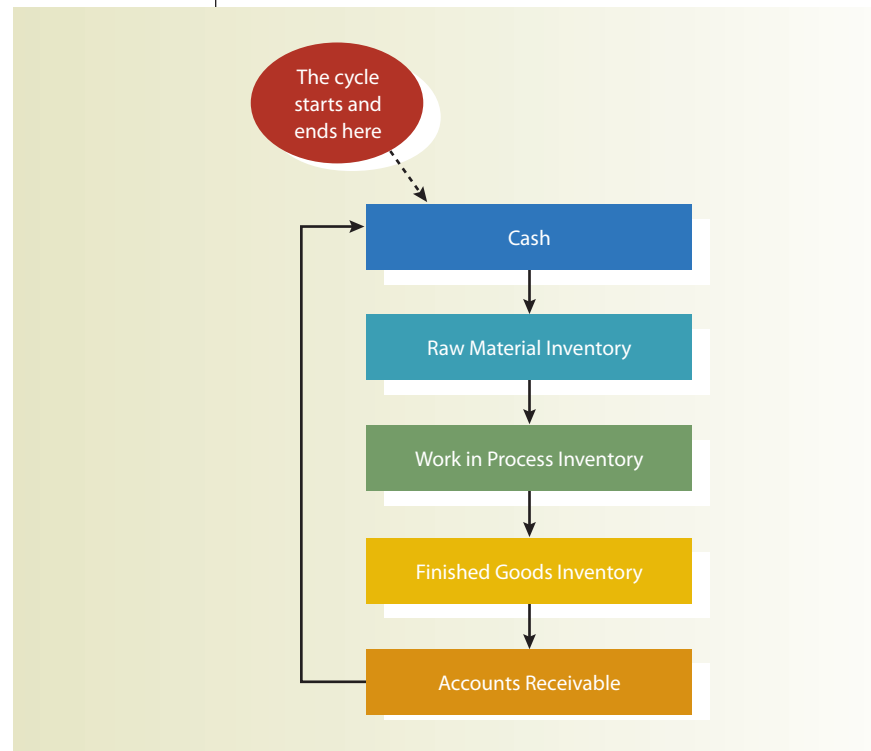 The cycle
starts and
ends here
Cash
Raw Material Inventory
Work in Process Inventory
Finished Goods Inventory
Accounts Receivable